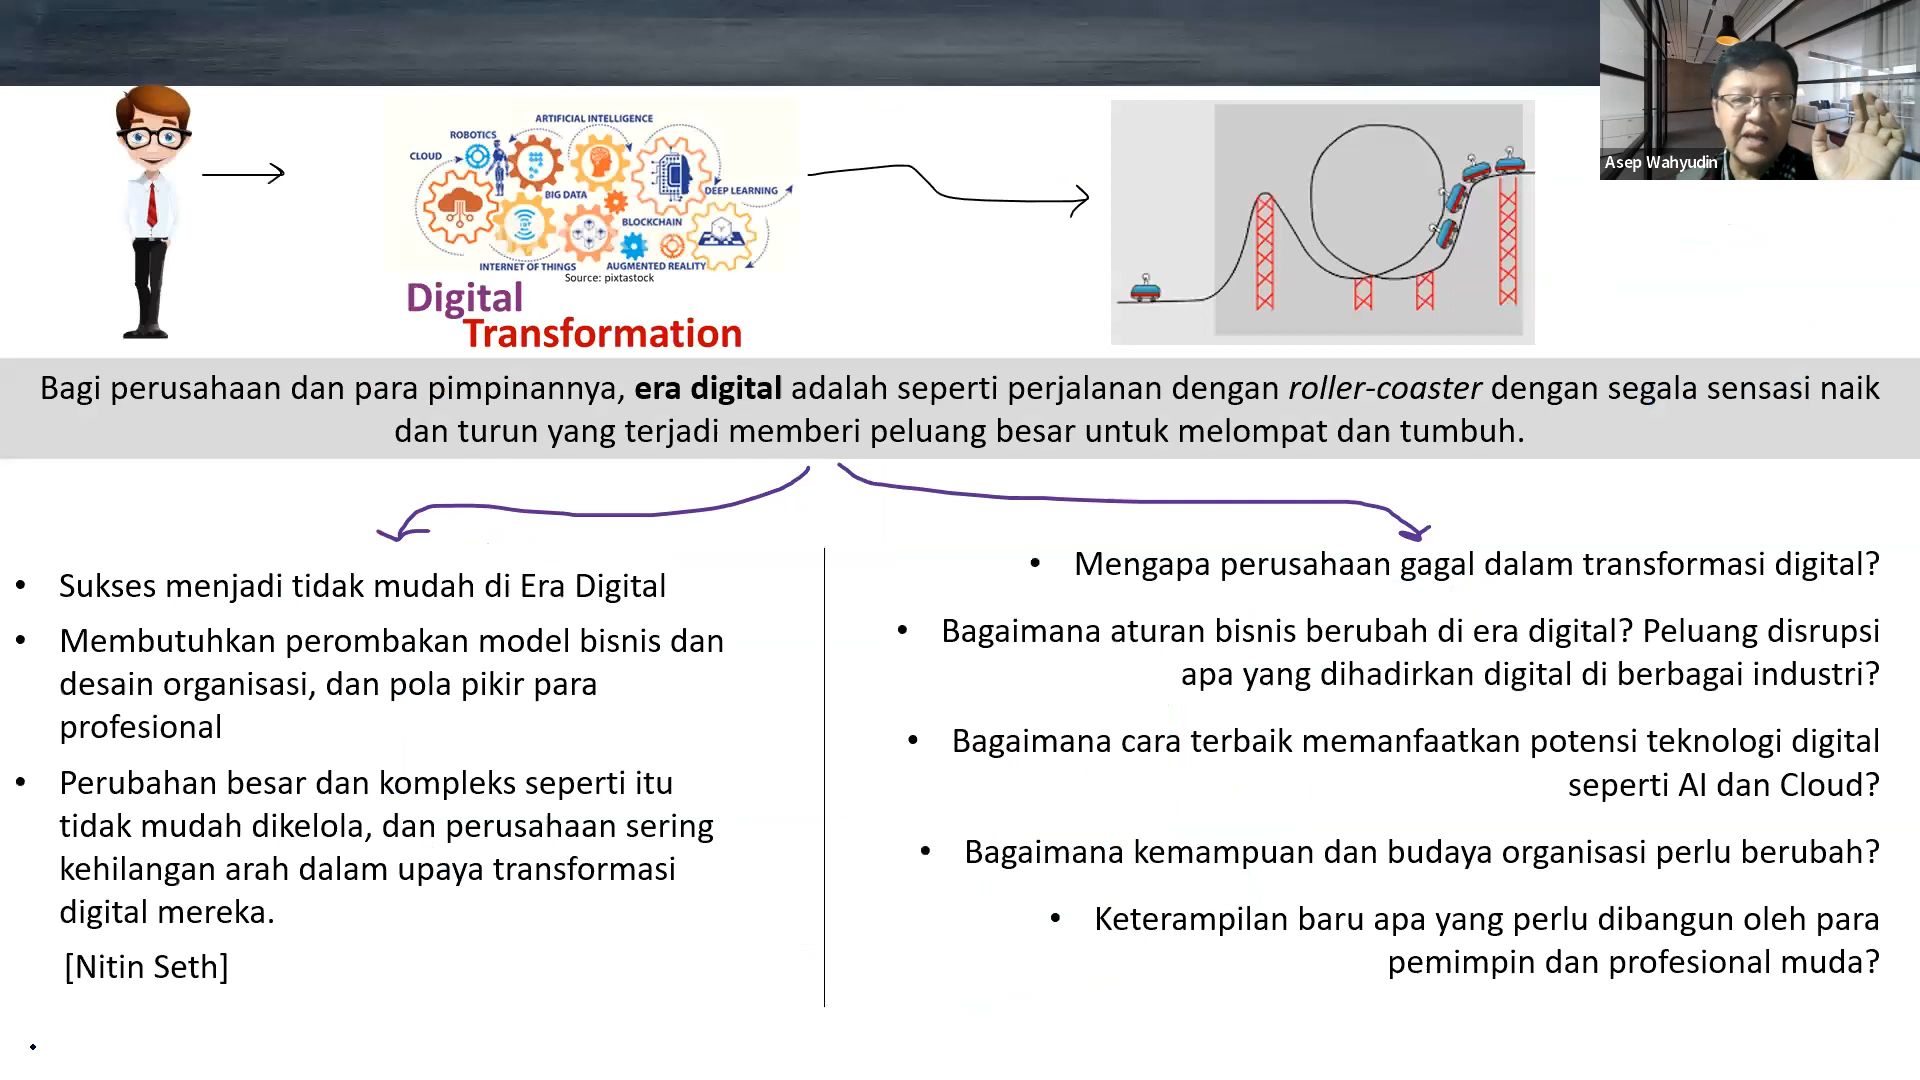 Asep Wahyudin
ARTIFICIAL INTELLIGENCE
ROBOTICS
CLOUD
BIG DATA
DEEP LEARNING
BLOCKCHAIN
INTERNET OF THINGS
AUGMENTED REALITY
Source: pixtastock
Digital
Transformation
Bagi perusahaan dan para pimpinannya, era digital adalah seperti perjalanan dengan roller-coaster dengan segala sensasi naik
dan turun yang terjadi memberi peluang besar untuk melompat dan tumbuh.
• Sukses menjadi tidak mudah di Era Digital
• Membutuhkan perombakan model bisnis dan
desain organisasi, dan pola pikir para
profesional
• Perubahan besar dan kompleks seperti itu
tidak mudah dikelola, dan perusahaan sering
kehilangan arah dalam upaya transformasi
digital mereka.
[Nitin Seth]
• Mengapa perusahaan gagal dalam transformasi digital?
• Bagaimana aturan bisnis berubah di era digital? Peluang disrupsi
apa yang dihadirkan digital di berbagai industri?
• Bagaimana cara terbaik memanfaatkan potensi teknologi digital
seperti AI dan Cloud?
• Bagaimana kemampuan dan budaya organisasi perlu berubah?
• Keterampilan baru apa yang perlu dibangun oleh para
pemimpin dan profesional muda?